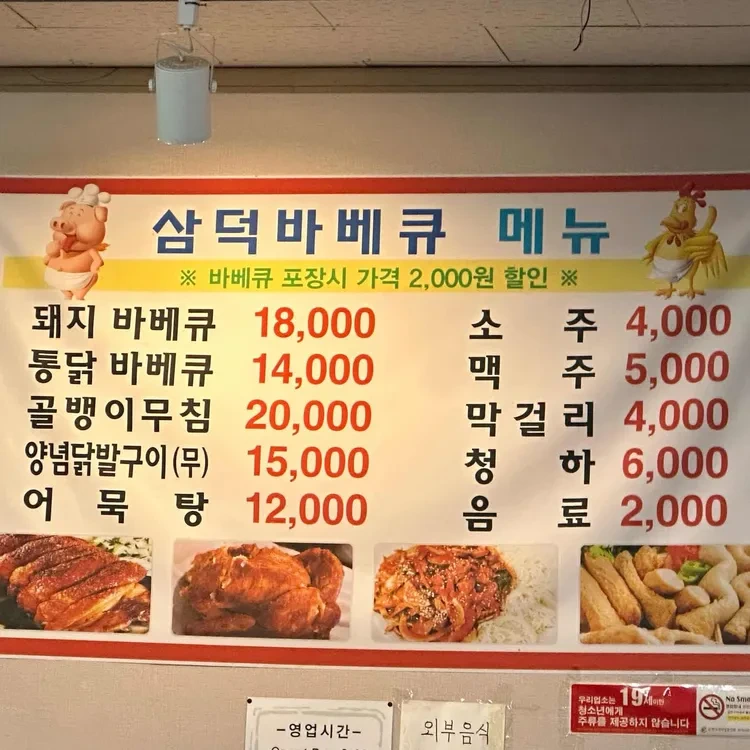 삼덕바베큐 메뉴
※ 바베큐 포장시 가격 2,000원 할인 ※
돼지 바베큐 18,000
통닭 바베큐 14,000
골뱅이무침 20,000
양념닭발구이(무) 15,000
어묵탕 12,000
소주 4,000
맥주 5,000
막걸리 4,000
청하 6,000
음료 2,000
-영업시간-
외부음식
우리업소는 19세미만
청소년에게
주류를 제공하지 않습니다